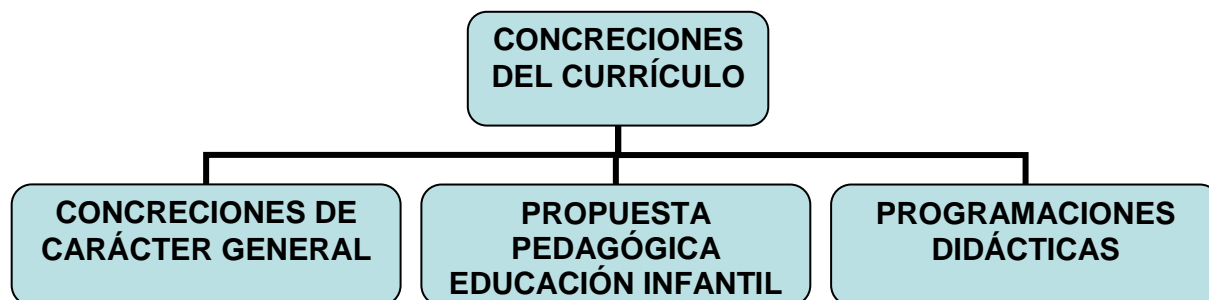 CONCRECIONES
DEL CURRÍCULO
CONCRECIONES DE
CARÁCTER GENERAL
PROPUESTA
PEDAGÓGICA
EDUCACIÓN INFANTIL
PROGRAMACIONES
DIDÁCTICAS